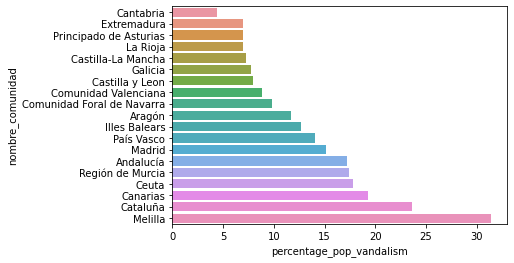 Cantabria
Extremadura
Principado de Asturias
La Rioja
Castilla-La Mancha
Galicia
Castilla y Leon
Comunidad Valenciana
Comunidad Foral de Navarra
Aragón
Illes Balears
País Vasco
Madrid
Andalucía
Región de Murcia
Ceuta
Canarias
Cataluña
Melilla
nombre_comunidad
0 5 10 15 20 25 30
percentage_pop_vandalism